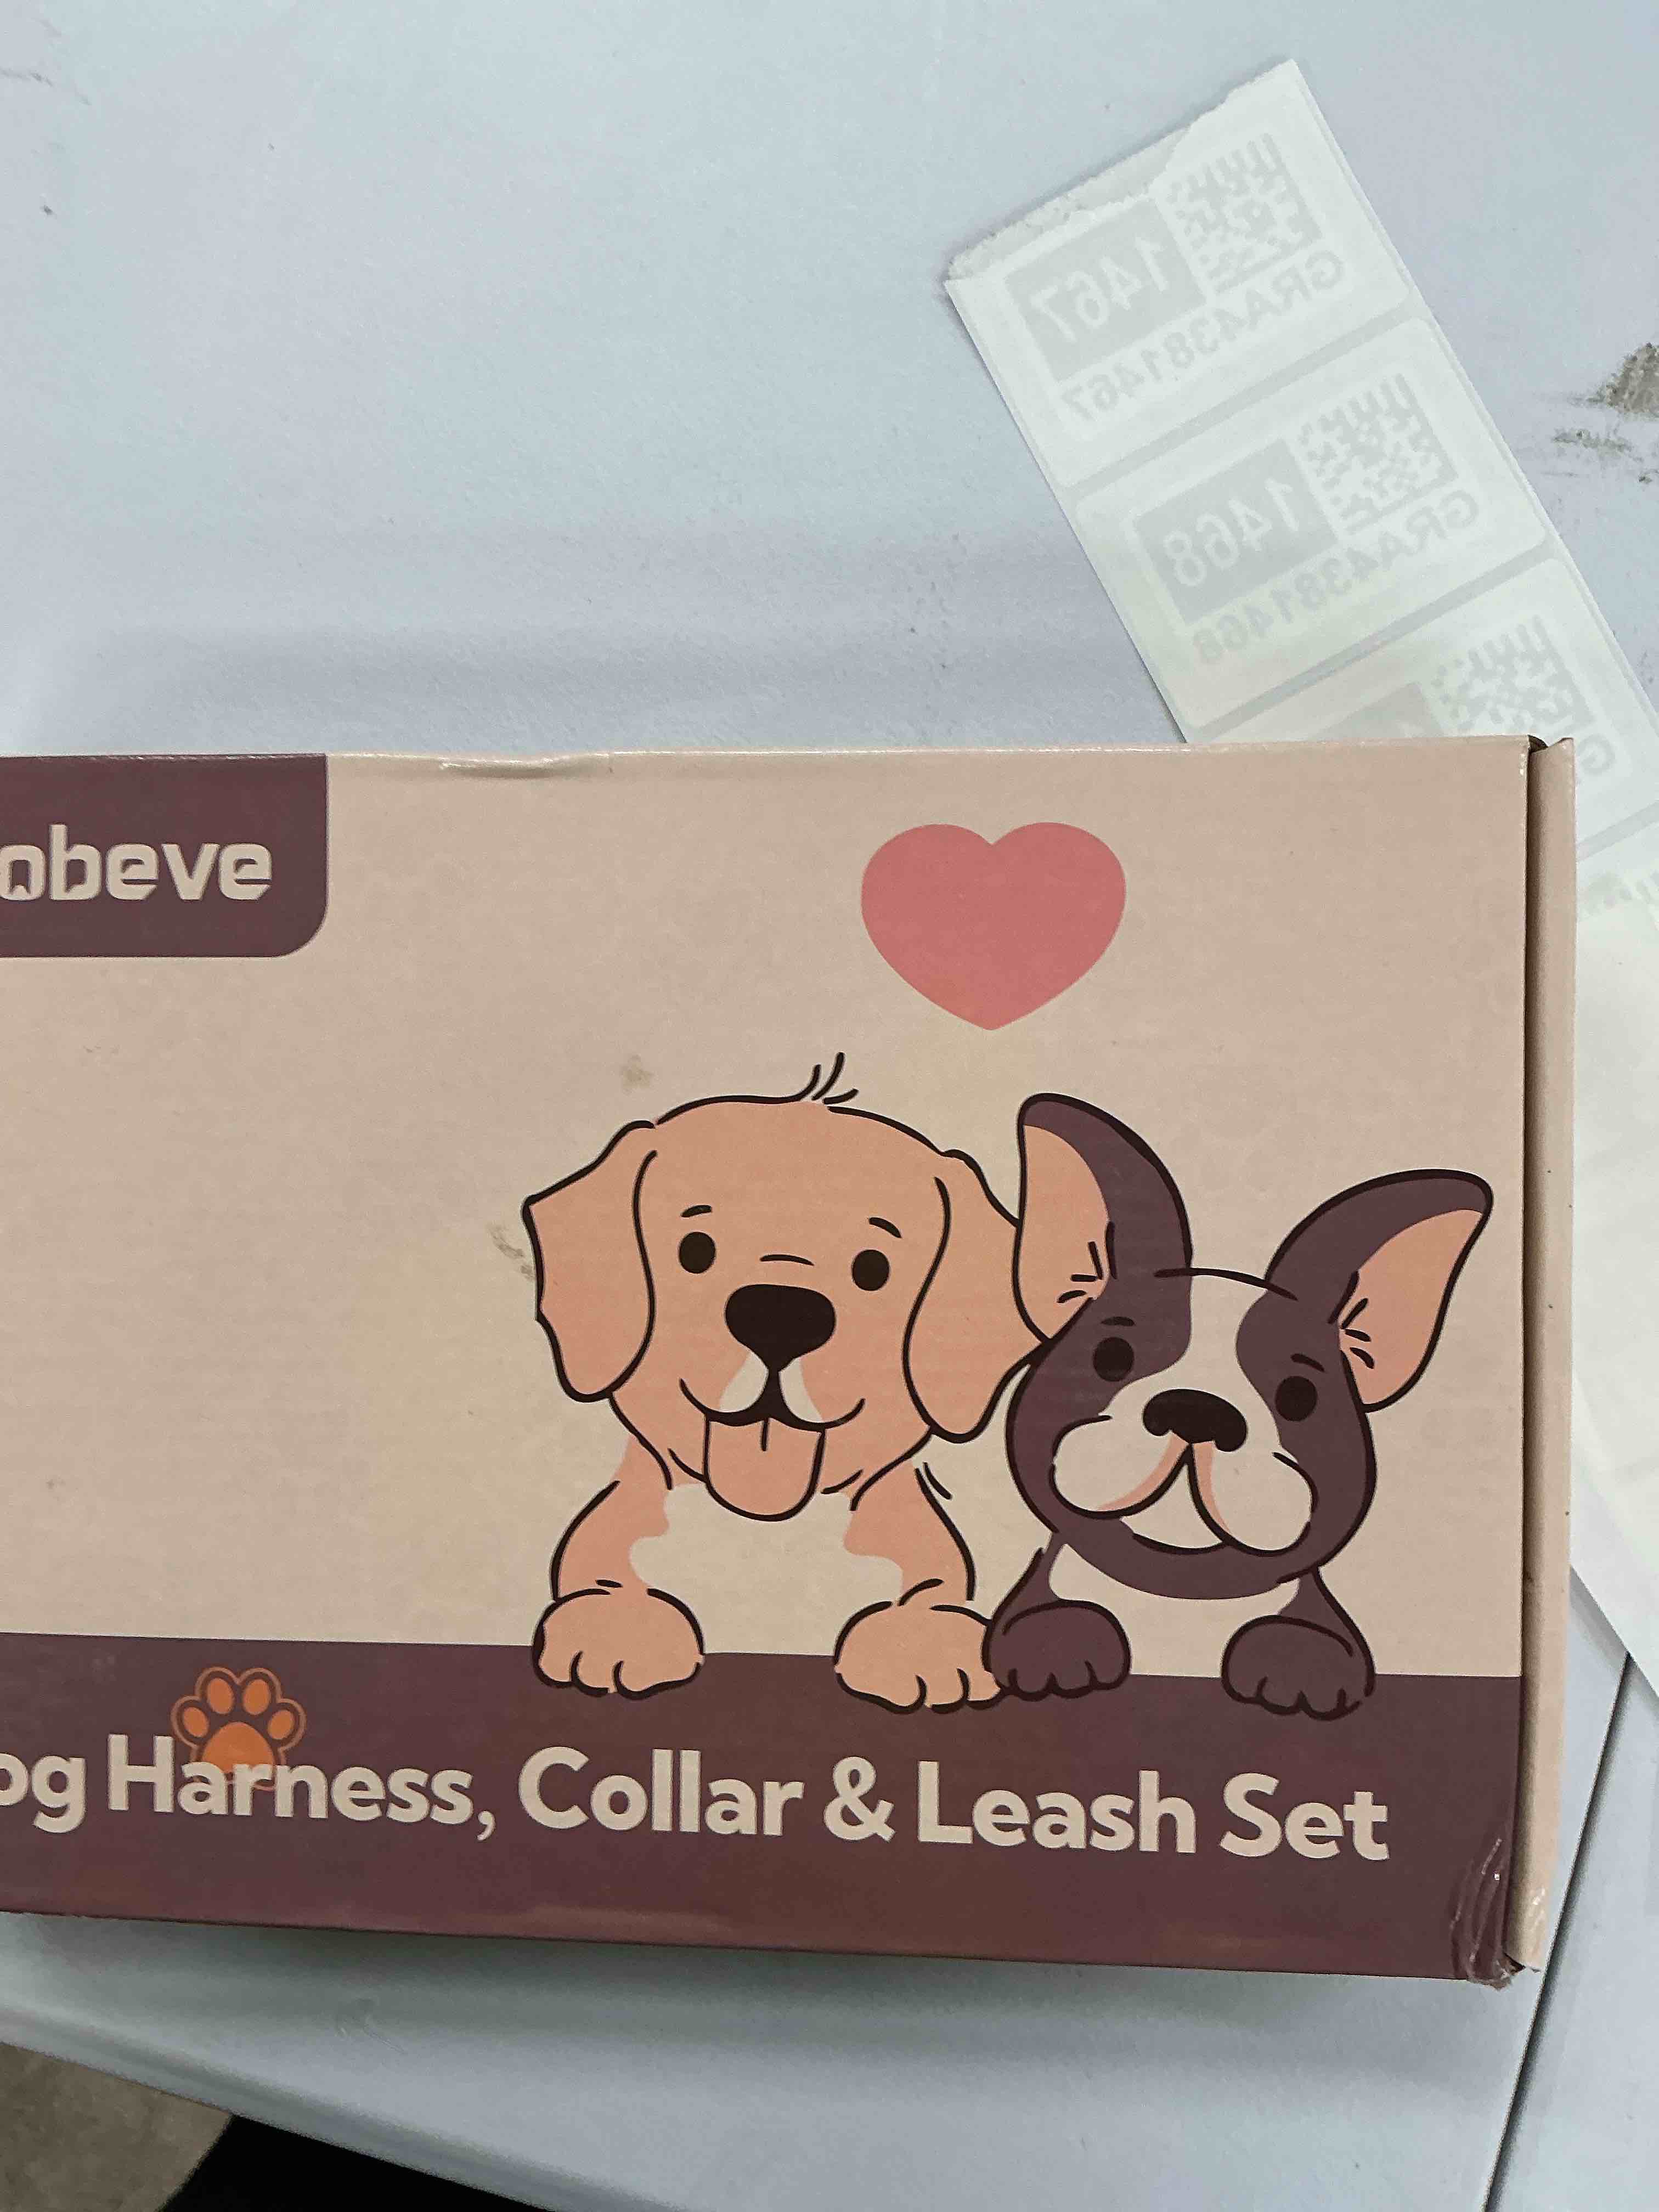 1467
GRA4381467
1468
GRA4381468
G
obeve
og Harness, Collar & Leash Set